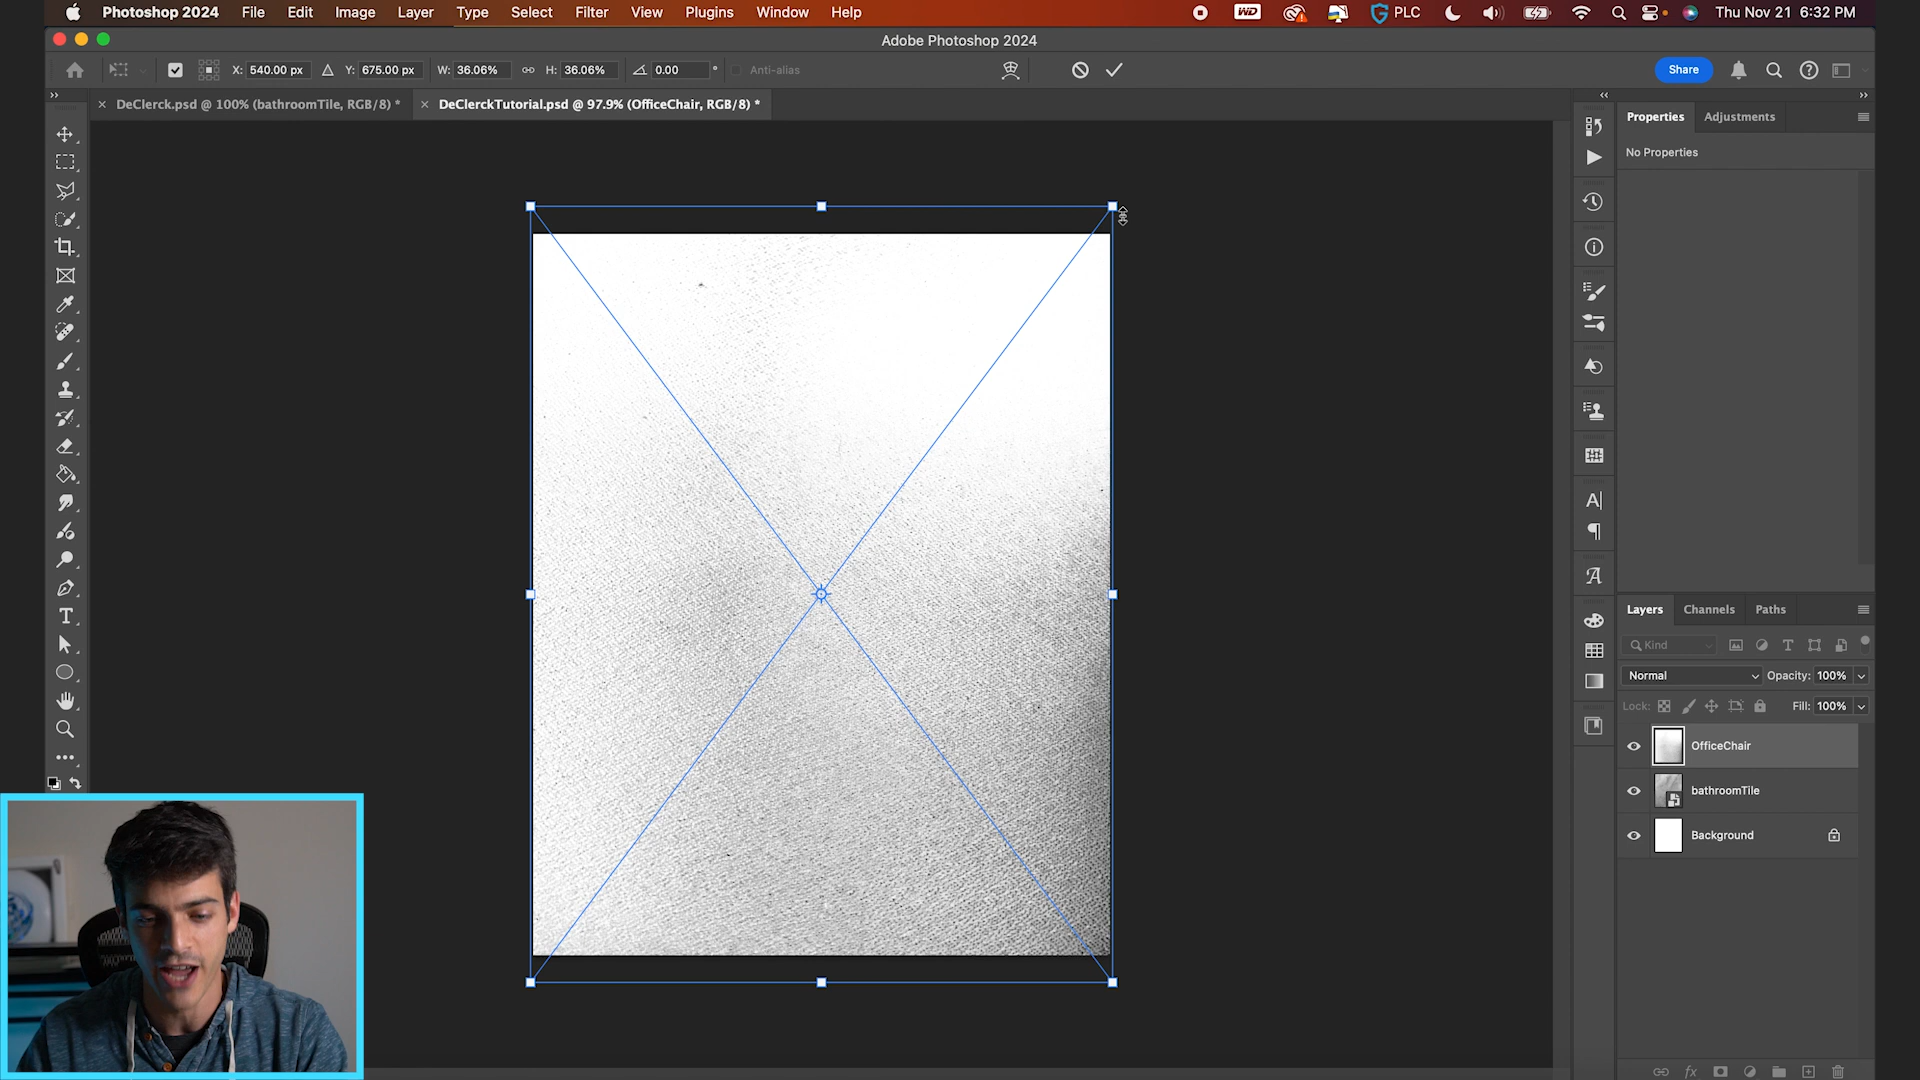 Photoshop 2024 File Edit Image Layer Type Select Filter View Plugins Window Help WD PLC Thu Nov 21 6:32 PM
Adobe Photoshop 2024
X: 540.00 px Y: 675.00 px W: 36.06% H: 36.06% 0.00 ° Anti-alias Share
× DeClerck.psd @ 100% (bathroomTile, RGB/8) * × DeClerckTutorial.psd @ 97.9% (OfficeChair, RGB/8) *
Properties Adjustments
No Properties
Layers Channels Paths
Kind
Normal Opacity: 100%
Lock: Fill: 100%
OfficeChair
bathroomTile
Background
fx